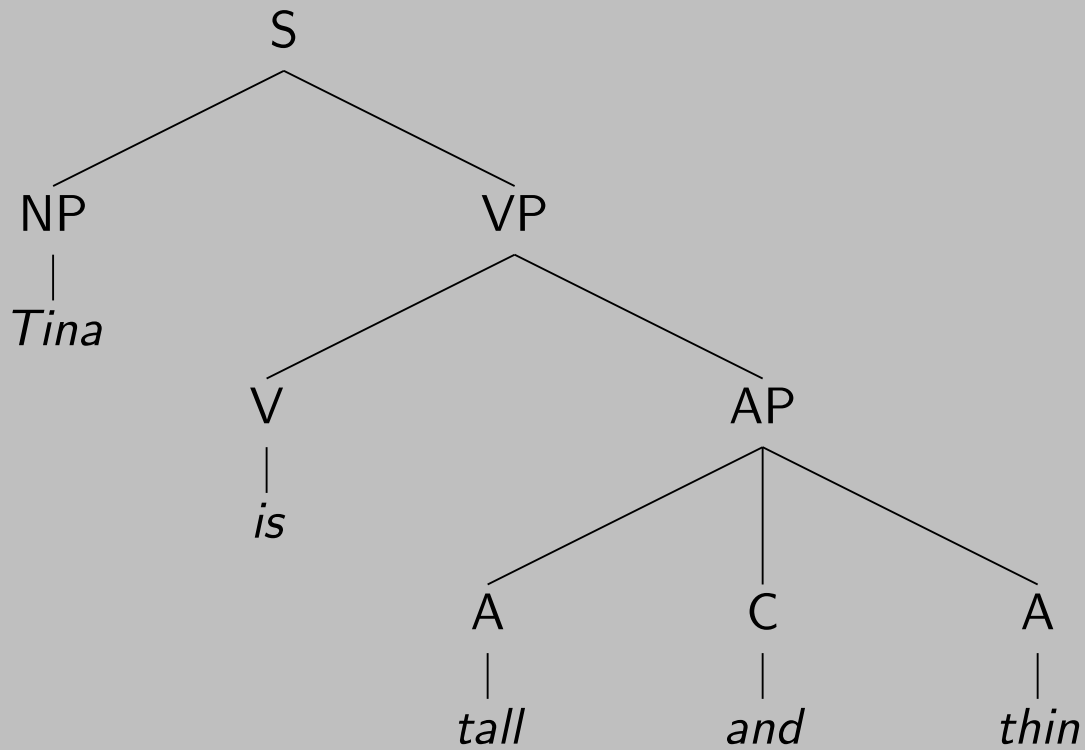 S
NP VP
Tina
V AP
is
A C A
tall and thin